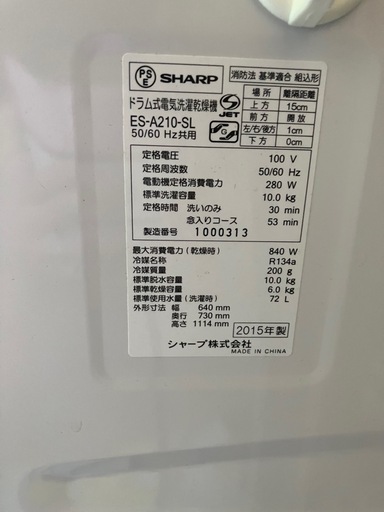 PS
E
SHARP
消防法 基準適合 組込形
場所 離隔距離
上方 15cm
前方 開放
左/右/後方 1cm
下方 0cm
ドラム式電気洗濯乾燥機
ES-A210-SL
50/60 Hz共用
S
JET
定格電圧 100 V
定格周波数 50/60 Hz
電動機定格消費電力 280 W
標準洗濯容量 10.0 kg
定格時間 洗いのみ 30 min
念入りコース 53 min
製造番号 1000313
最大消費電力(乾燥時) 840 W
冷媒名称 R134a
冷媒質量 200 g
標準脱水容量 10.0 kg
標準乾燥容量 6.0 kg
標準使用水量(洗濯時) 72 L
外形寸法 幅 640 mm
奥行 730 mm
高さ 1114 mm
2015年製
シャープ株式会社
MADE IN CHINA